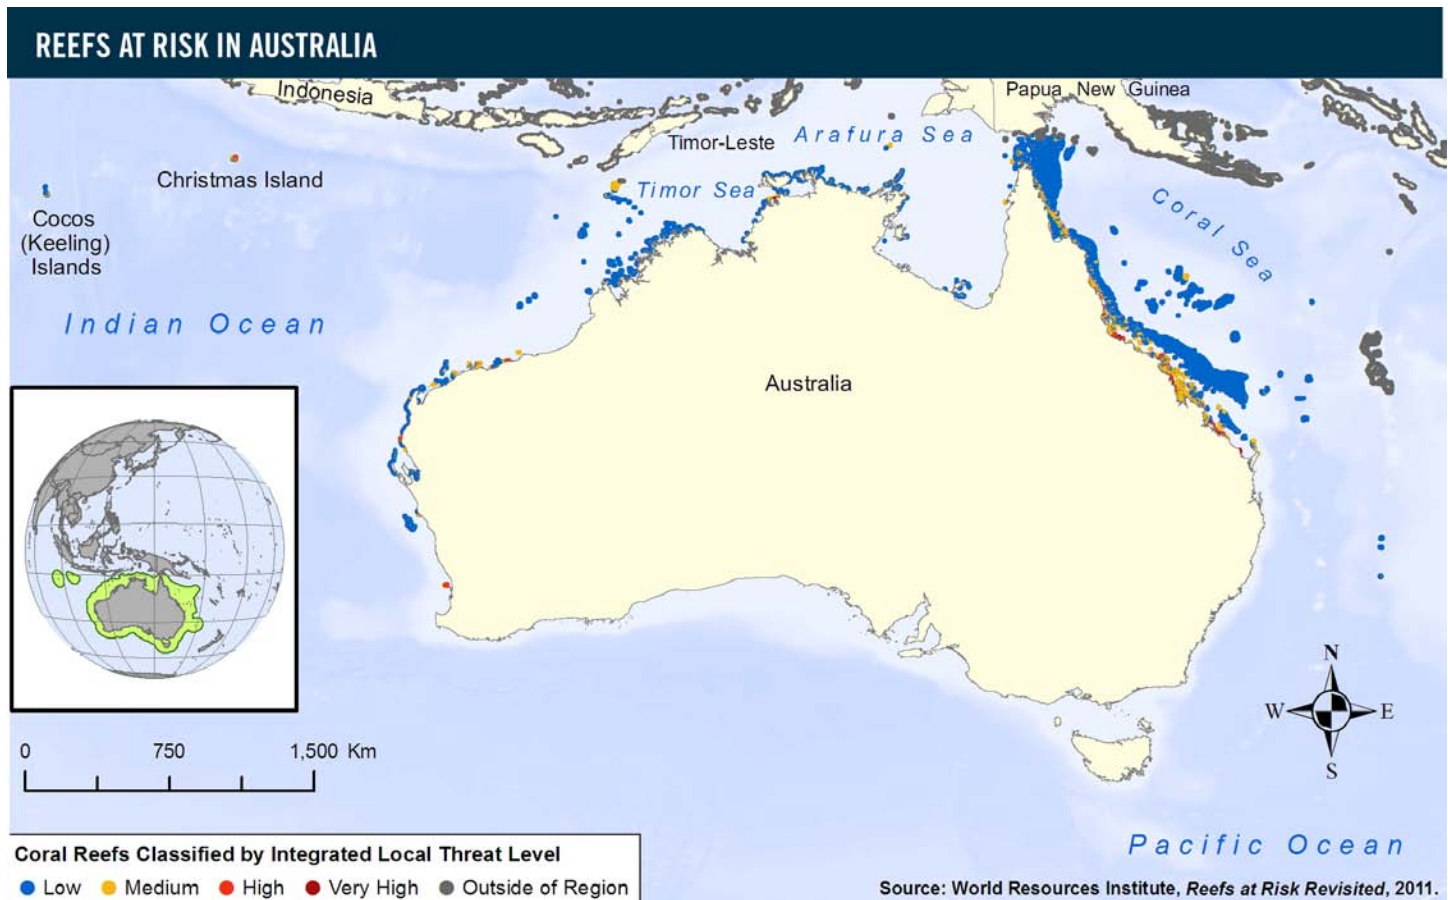 REEFS AT RISK IN AUSTRALIA
Indonesia
Papua New Guinea
Timor-Leste
Arafura Sea
Christmas Island
Timor Sea
Coral Sea
Cocos
(Keeling)
Islands
Indian Ocean
Australia
N
W
E
S
0 750 1,500 Km
Pacific Ocean
Coral Reefs Classified by Integrated Local Threat Level
Low Medium High Very High Outside of Region
Source: World Resources Institute, Reefs at Risk Revisited, 2011.